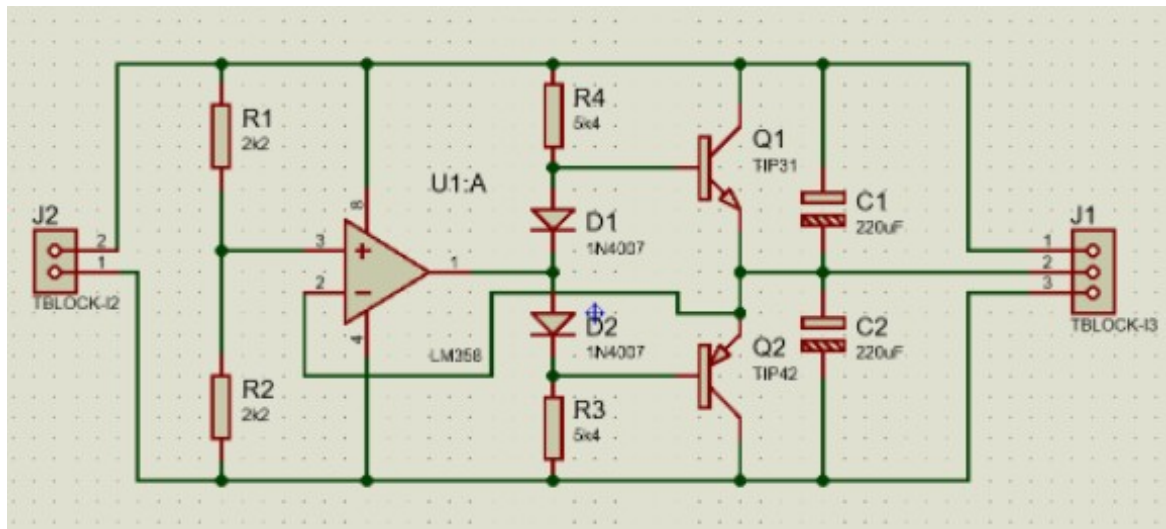 R4
5k4
R1
2k2
Q1
TIP31
8
U1:A
J2
2
1
TBLOCK-I2
3
2
1
4
LM358
D1
1N4007
C1
220uF
J1
1
2
3
TBLOCK-I3
D2
1N4007
C2
220uF
Q2
TIP42
R2
2k2
R3
5k4